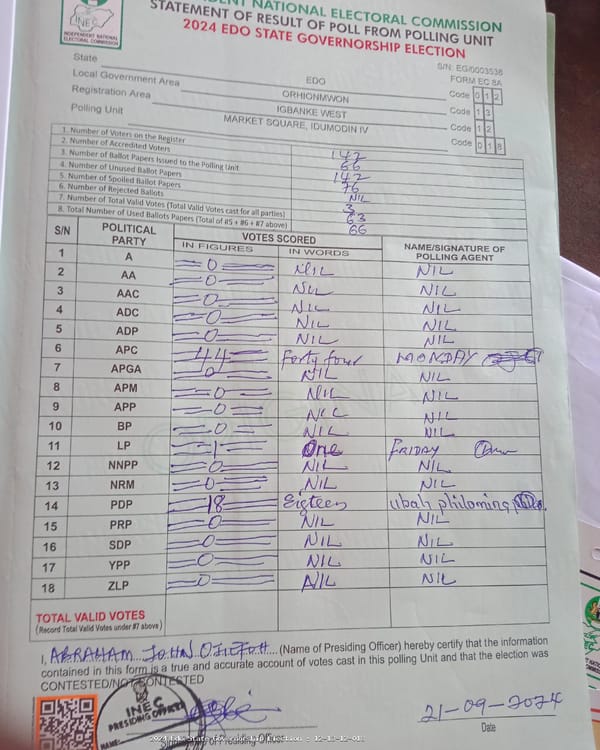 INDEPENDENT NATIONAL ELECTORAL COMMISSION
STATEMENT OF RESULT OF POLL FROM POLLING UNIT
2024 EDO STATE GOVERNORSHIP ELECTION
INEC
INDEPENDENT NATIONAL ELECTORAL COMMISSION
S/N: EG/0003538
FORM EC 8A
State EDO Code 0 1 2
Local Government Area ORHIONMWON Code 1 3
Registration Area IGBANKE WEST Code 1 2
Polling Unit MARKET SQUARE, IDUMODIN IV Code 0 1 8
1. Number of Voters on the Register 142
2. Number of Accredited Voters 66
3. Number of Ballot Papers Issued to the Polling Unit 142
4. Number of Unused Ballot Papers 76
5. Number of Spoiled Ballot Papers NIL
6. Number of Rejected Ballots 3
7. Number of Total Valid Votes (Total Valid Votes cast for all parties) 63
8. Total Number of Used Ballots Papers (Total of #5 + #6 + #7 above) 66
S/N POLITICAL PARTY VOTES SCORED NAME/SIGNATURE OF POLLING AGENT
IN FIGURES IN WORDS
1 A 0 NIL NIL
2 AA 0 NIL NIL
3 AAC 0 NIL NIL
4 ADC 0 NIL NIL
5 ADP 0 NIL NIL
6 APC 44 Forty four MONDAY
7 APGA 0 NIL NIL
8 APM 0 NIL NIL
9 APP 0 NIL NIL
10 BP 0 NIL NIL
11 LP 1 One FRIDAY
12 NNPP 0 NIL NIL
13 NRM 0 NIL NIL
14 PDP 18 Eigteen Ubah philomina
15 PRP 0 NIL NIL
16 SDP 0 NIL NIL
17 YPP 0 NIL NIL
18 ZLP 0 NIL NIL
TOTAL VALID VOTES
(Record Total Valid Votes under #7 above)
I, ABRAHAM JOHN (Name of Presiding Officer) hereby certify that the information
contained in this form is a true and accurate account of votes cast in this polling Unit and that the election was
CONTESTED/NOT CONTESTED
INEC
PRESIDING OFFICER
NAME:
21-09-2024
Date